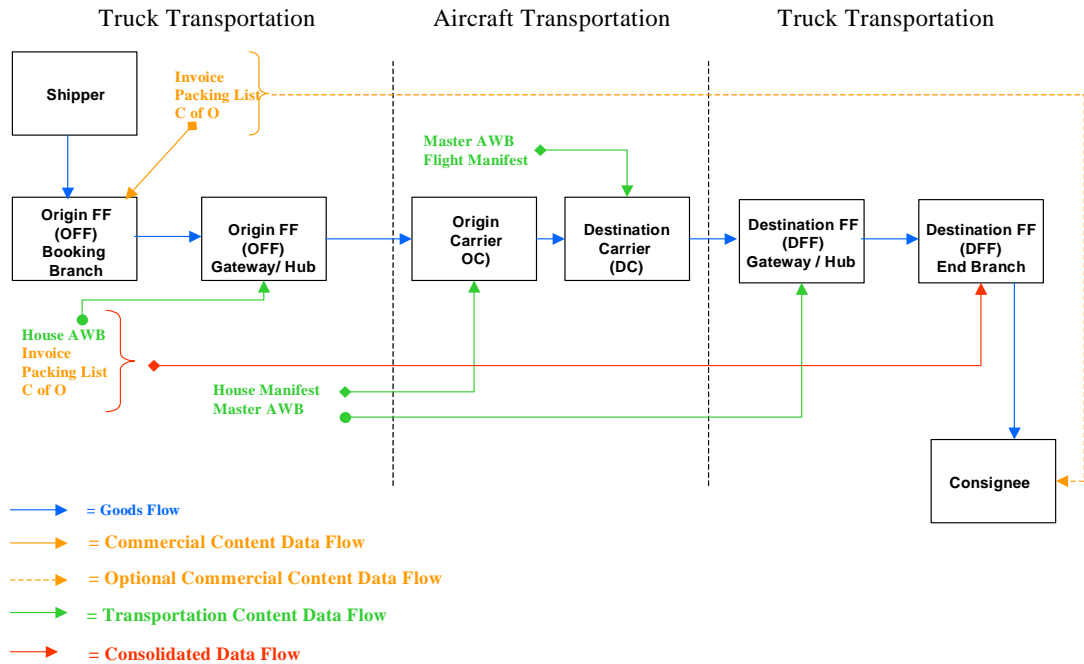 Truck Transportation
Aircraft Transportation
Truck Transportation
Shipper
Invoice
Packing List
C of O
Master AWB
Flight Manifest
Origin FF
(OFF)
Booking
Branch
Origin FF
(OFF)
Gateway/ Hub
Origin
Carrier
OC)
Destination
Carrier
(DC)
Destination FF
(DFF)
Gateway / Hub
Destination FF
(DFF)
End Branch
House AWB
Invoice
Packing List
C of O
House Manifest
Master AWB
Consignee
= Goods Flow
= Commercial Content Data Flow
= Optional Commercial Content Data Flow
= Transportation Content Data Flow
= Consolidated Data Flow